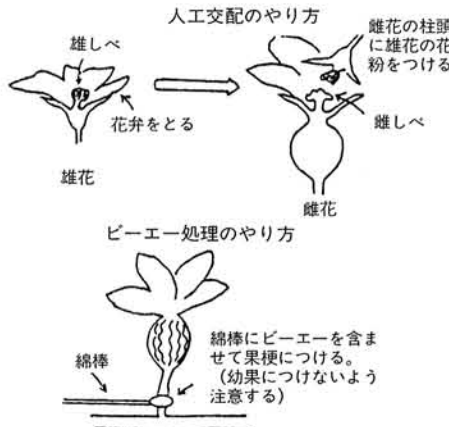 人工交配のやり方
雄しべ
花弁をとる
雄花
雌花の柱頭
に雄花の花
粉をつける
雌しべ
雌花
ビーエー処理のやり方
綿棒にビーエーを含ま
せて果梗につける。
(幼果につけないよう
注意する)
綿棒